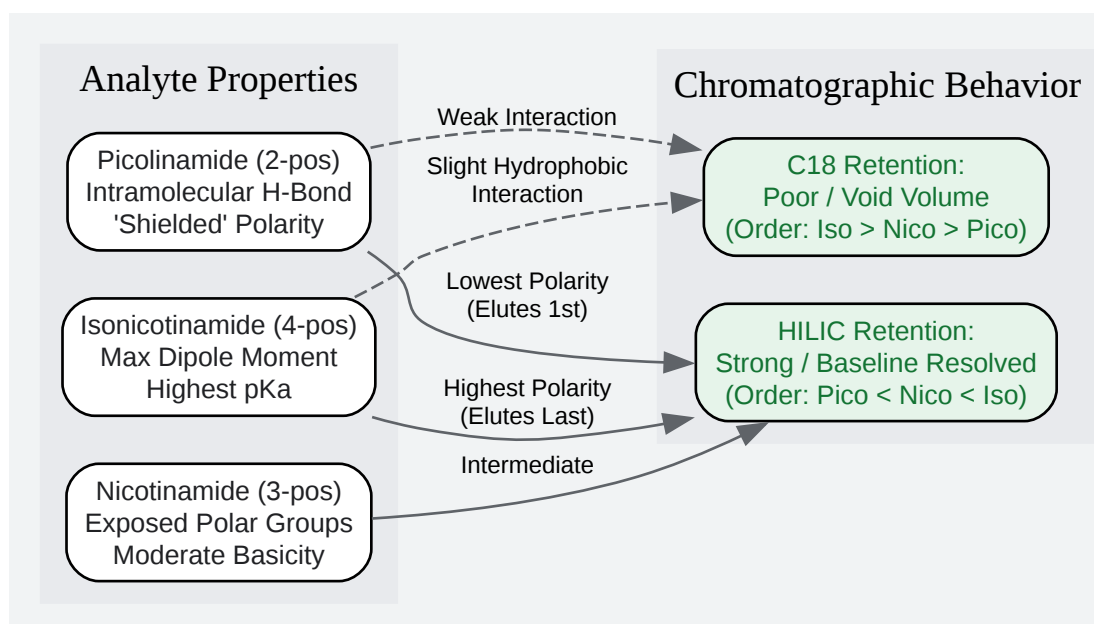 Analyte Properties
Picolinamide (2-pos)
Intramolecular H-Bond
'Shielded' Polarity
Isonicotinamide (4-pos)
Max Dipole Moment
Highest pKa
Nicotinamide (3-pos)
Exposed Polar Groups
Moderate Basicity
Weak Interaction
Slight Hydrophobic
Interaction
Lowest Polarity
(Elutes 1st)
Highest Polarity
(Elutes Last)
Intermediate
Chromatographic Behavior
C18 Retention:
Poor / Void Volume
(Order: Iso > Nico > Pico)
HILIC Retention:
Strong / Baseline Resolved
(Order: Pico < Nico < Iso)